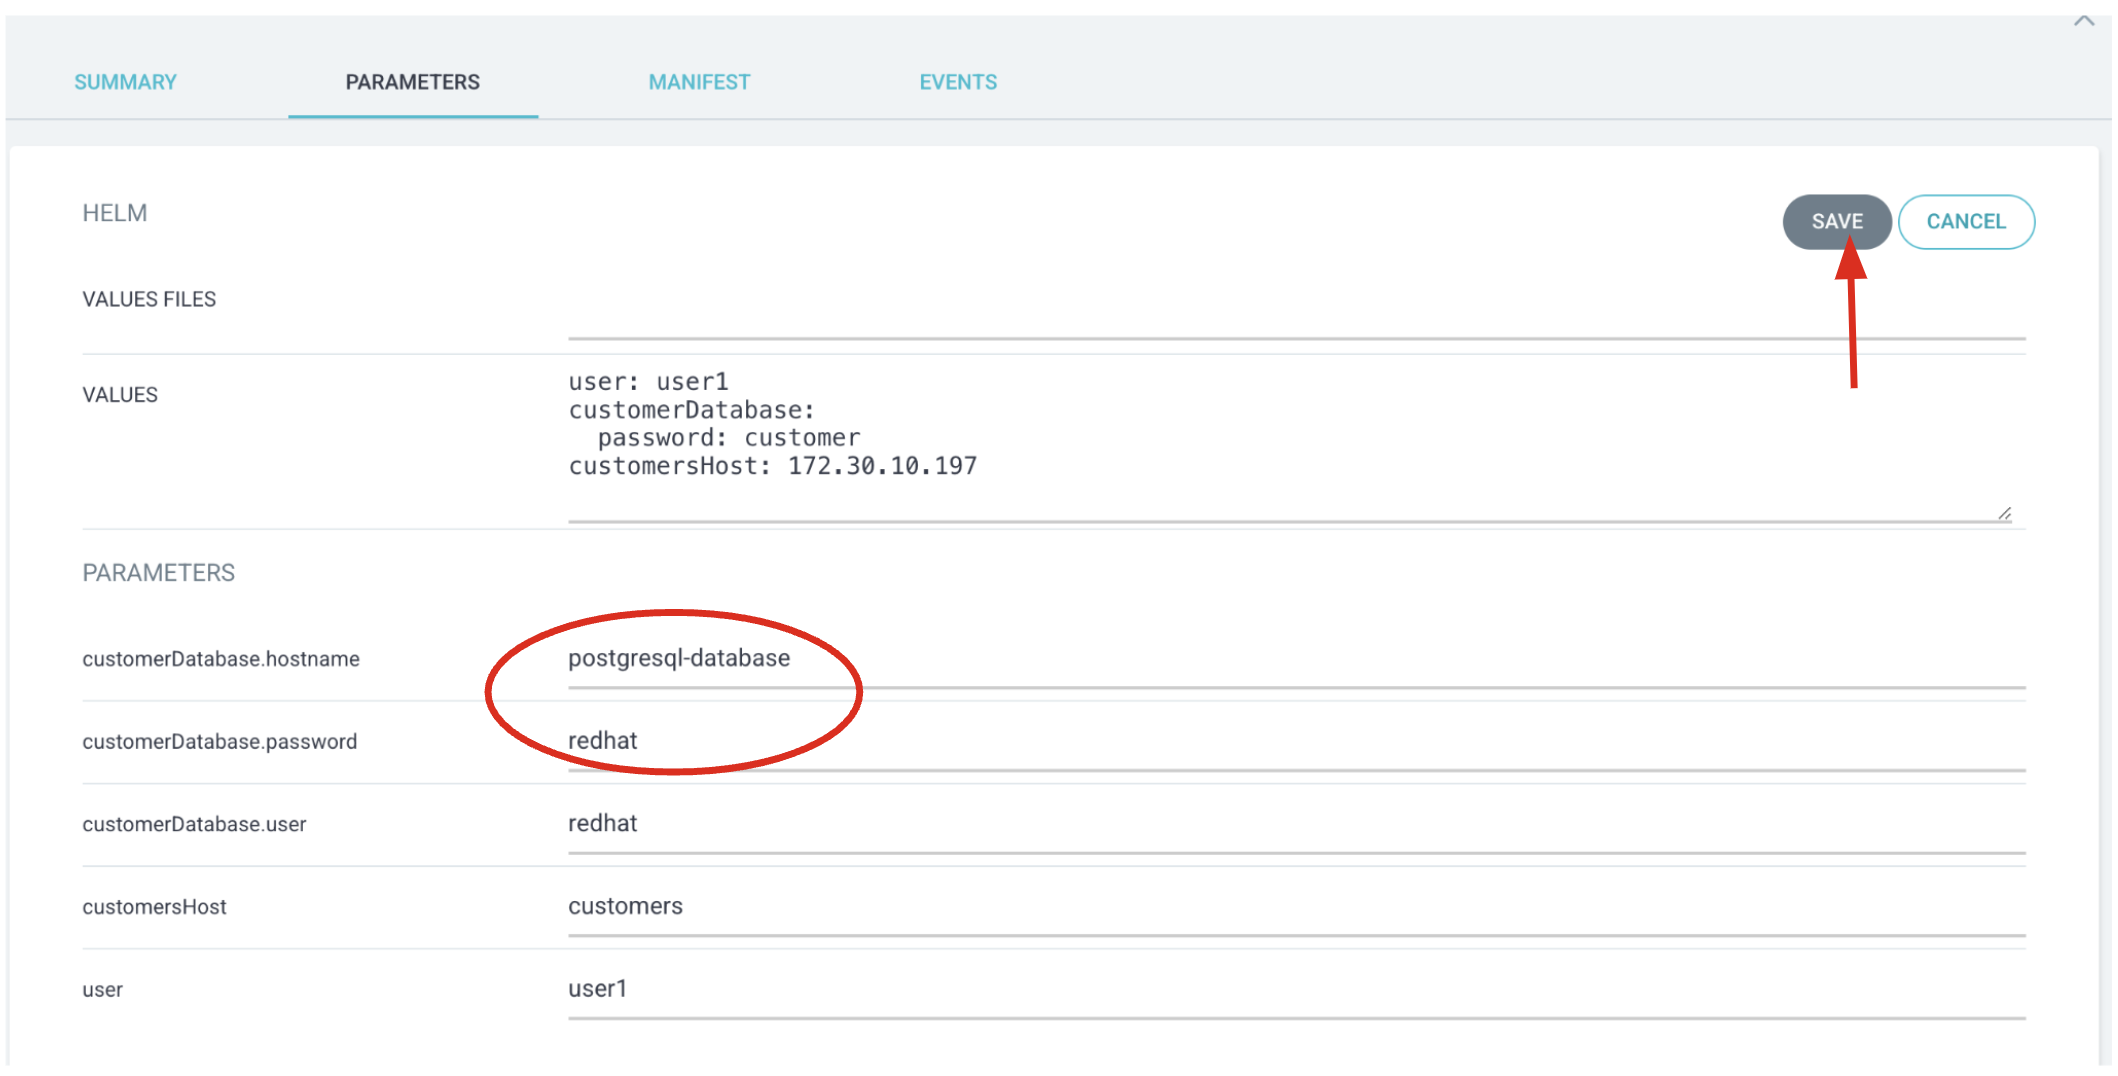 SUMMARY PARAMETERS MANIFEST EVENTS
HELM SAVE CANCEL
VALUES FILES
VALUES
user: user1
customerDatabase:
  password: customer
customersHost: 172.30.10.197
PARAMETERS
customerDatabase.hostname postgresql-database
customerDatabase.password redhat
customerDatabase.user redhat
customersHost customers
user user1